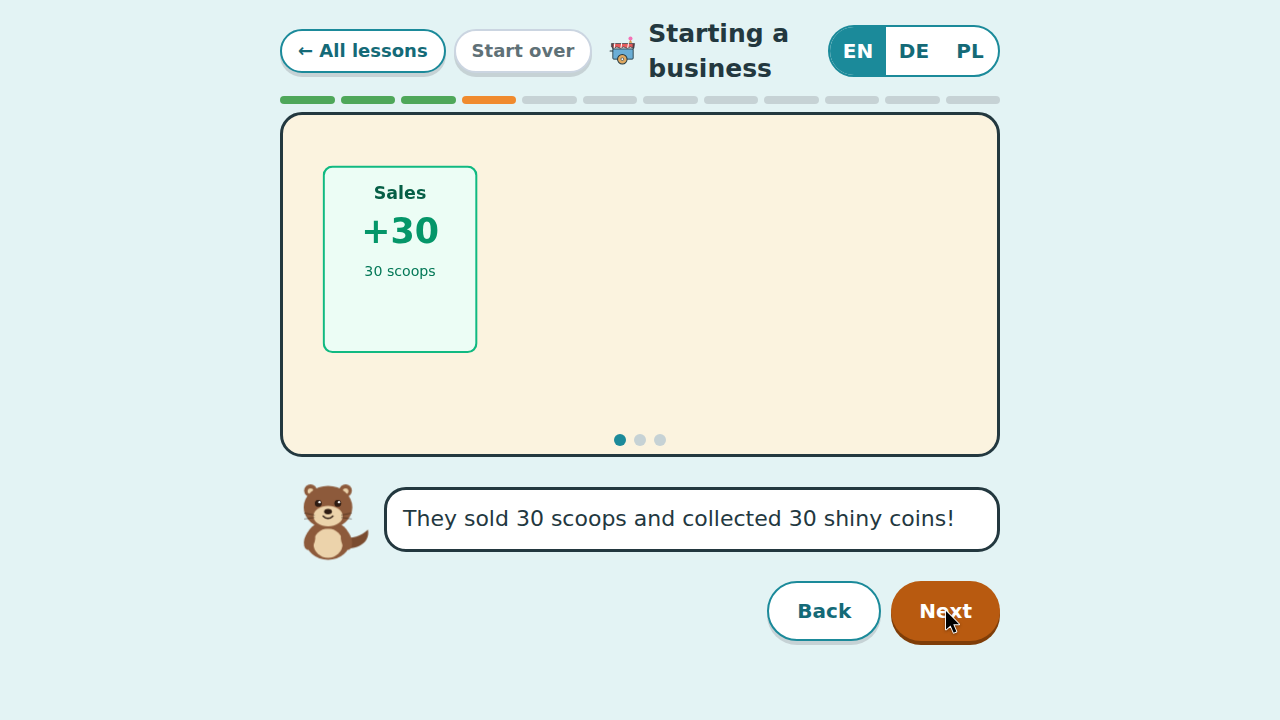 ← All lessons
Start over
Starting a
business
EN DE PL
Sales
+30
30 scoops
They sold 30 scoops and collected 30 shiny coins!
Back
Next